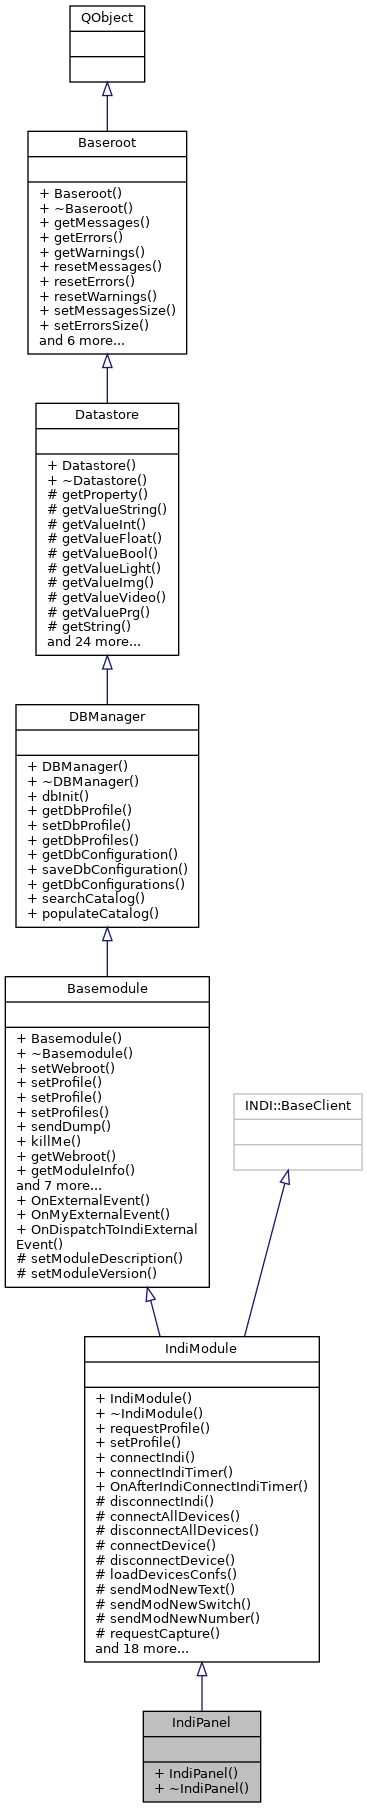 QObject
Baseroot
+ Baseroot()
+ ~Baseroot()
+ getMessages()
+ getErrors()
+ getWarnings()
+ resetMessages()
+ resetErrors()
+ resetWarnings()
+ setMessagesSize()
+ setErrorsSize()
and 6 more...
Datastore
+ Datastore()
+ ~Datastore()
# getProperty()
# getValueString()
# getValueInt()
# getValueFloat()
# getValueBool()
# getValueLight()
# getValueImg()
# getValueVideo()
# getValuePrg()
# getString()
and 24 more...
DBManager
+ DBManager()
+ ~DBManager()
+ dbInit()
+ getDbProfile()
+ setDbProfile()
+ getDbProfiles()
+ getDbConfiguration()
+ saveDbConfiguration()
+ getDbConfigurations()
+ searchCatalog()
+ populateCatalog()
Basemodule
+ Basemodule()
+ ~Basemodule()
+ setWebroot()
+ setProfile()
+ setProfile()
+ setProfiles()
+ sendDump()
+ killMe()
+ getWebroot()
+ getModuleInfo()
and 7 more...
+ OnExternalEvent()
+ OnMyExternalEvent()
+ OnDispatchToIndiExternal
Event()
# setModuleDescription()
# setModuleVersion()
INDI::BaseClient
IndiModule
+ IndiModule()
+ ~IndiModule()
+ requestProfile()
+ setProfile()
+ connectIndi()
+ connectIndiTimer()
+ OnAfterIndiConnectIndiTimer()
# disconnectIndi()
# connectAllDevices()
# disconnectAllDevices()
# connectDevice()
# disconnectDevice()
# loadDevicesConfs()
# sendModNewText()
# sendModNewSwitch()
# sendModNewNumber()
# requestCapture()
and 18 more...
IndiPanel
+ IndiPanel()
+ ~IndiPanel()